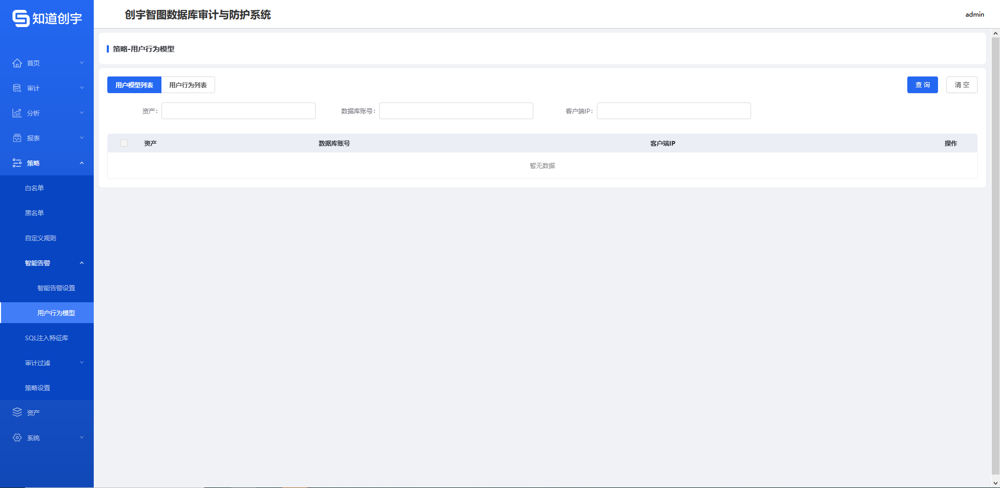 知道创宇
创宇智图数据库审计与防护系统
admin
首页
审计
分析
报表
策略
白名单
黑名单
自定义规则
智能告警
智能告警设置
用户行为模型
SQL注入特征库
审计过滤
策略设置
资产
系统
策略-用户行为模型
用户模型列表 用户行为列表 查 询 清 空
资产： 数据库账号： 客户端IP：
资产 数据库账号 客户端IP 操作
暂无数据